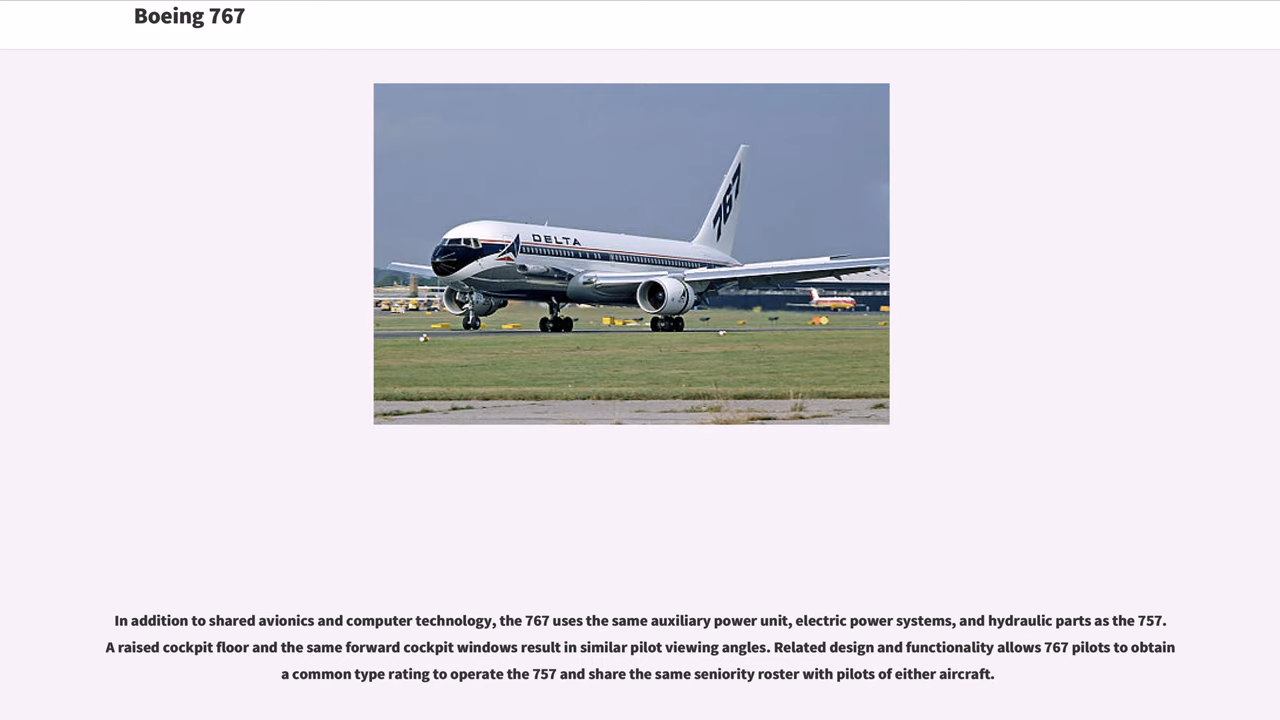 Boeing 767
767
DELTA
In addition to shared avionics and computer technology, the 767 uses the same auxiliary power unit, electric power systems, and hydraulic parts as the 757.
A raised cockpit floor and the same forward cockpit windows result in similar pilot viewing angles. Related design and functionality allows 767 pilots to obtain
a common type rating to operate the 757 and share the same seniority roster with pilots of either aircraft.